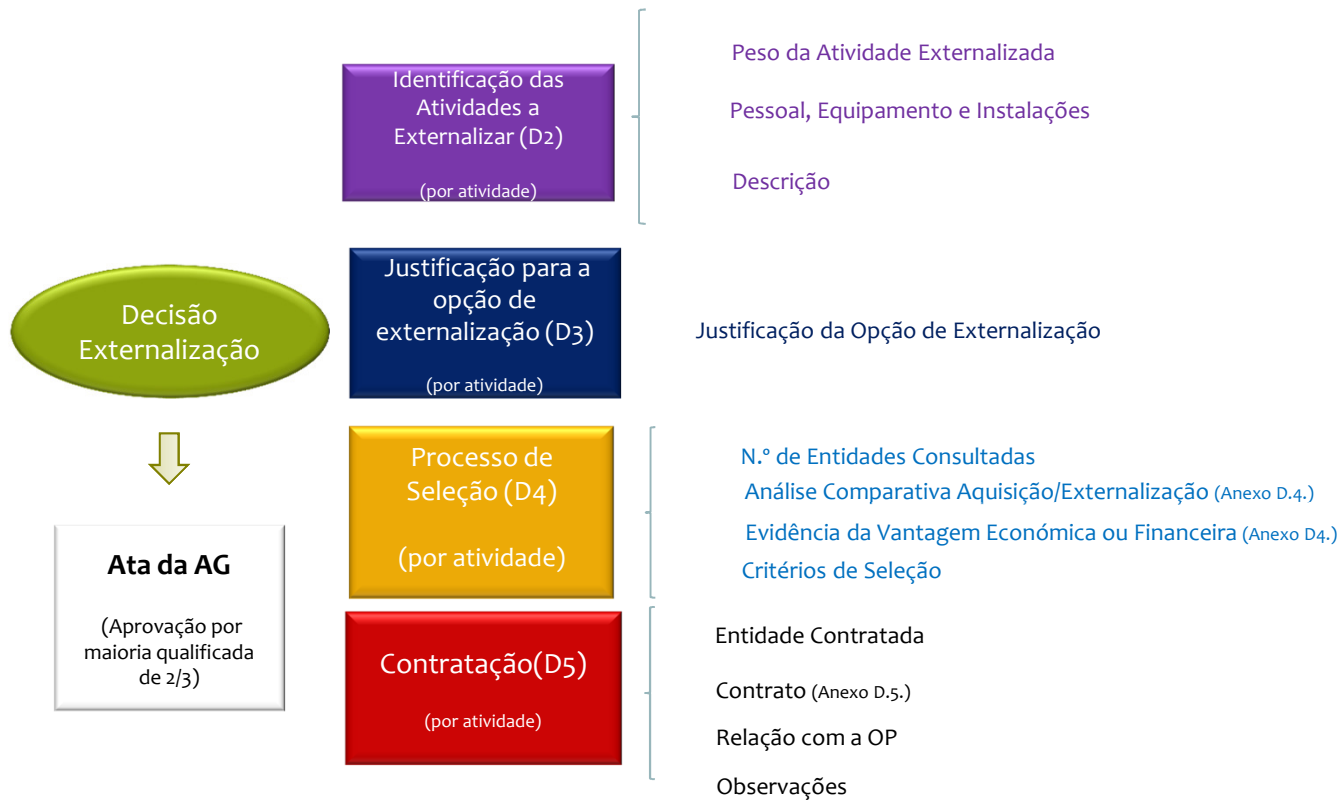 Decisão
Externalização
Ata da AG
(Aprovação por
maioria qualificada
de 2/3)
Identificação das
Atividades a
Externalizar (D2)
(por atividade)
Peso da Atividade Externalizada
Pessoal, Equipamento e Instalações
Descrição
Justificação para a
opção de
externalização (D3)
(por atividade)
Justificação da Opção de Externalização
Processo de
Seleção (D4)
(por atividade)
N.º de Entidades Consultadas
Análise Comparativa Aquisição/Externalização (Anexo D.4.)
Evidência da Vantagem Económica ou Financeira (Anexo D4.)
Critérios de Seleção
Contratação(D5)
(por atividade)
Entidade Contratada
Contrato (Anexo D.5.)
Relação com a OP
Observações